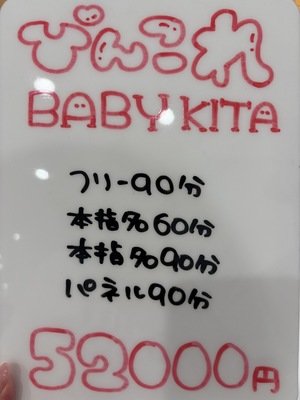 でんこれ
BABY KITA
フリー90分
本指名60分
本指名90分
パネル90分
52000円